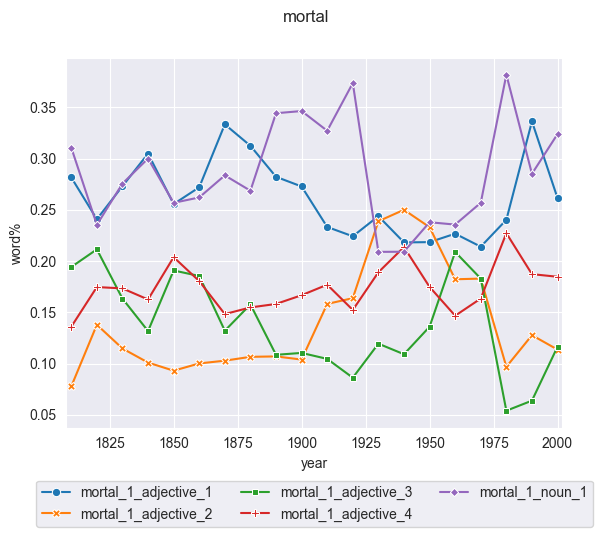 mortal
0.35
0.30
0.25
0.20
0.15
0.10
0.05
word%
1825 1850 1875 1900 1925 1950 1975 2000
year
mortal_1_adjective_1 mortal_1_adjective_3 mortal_1_noun_1
mortal_1_adjective_2 mortal_1_adjective_4